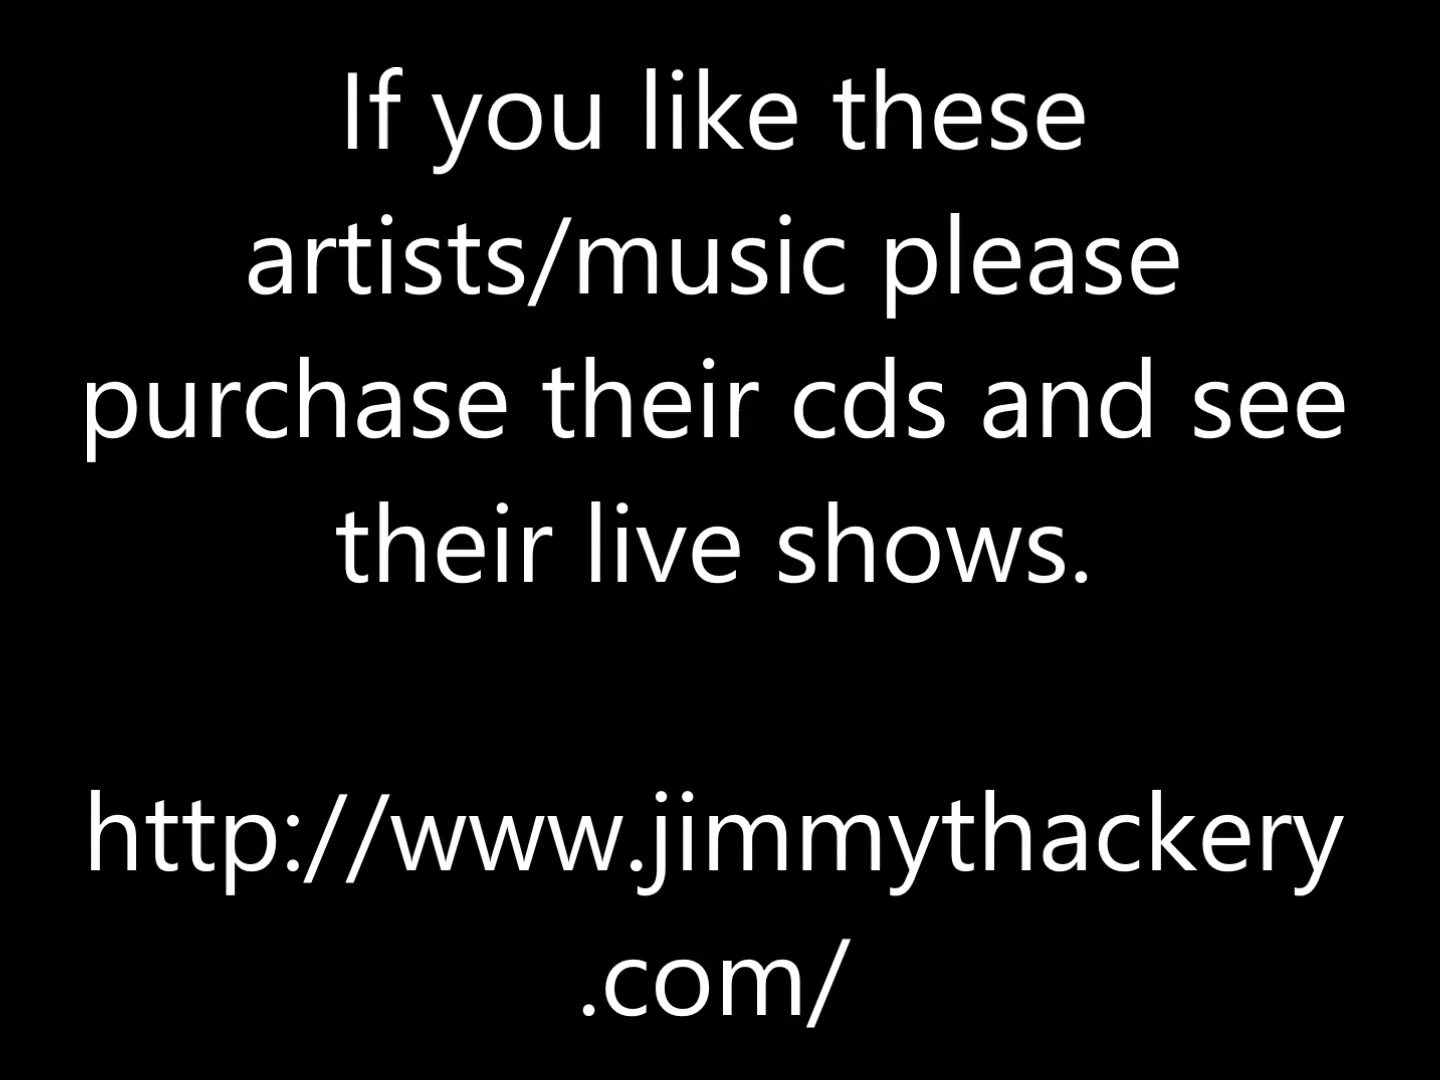 If you like these
artists/music please
purchase their cds and see
their live shows.
http://www.jimmythackery
.com/